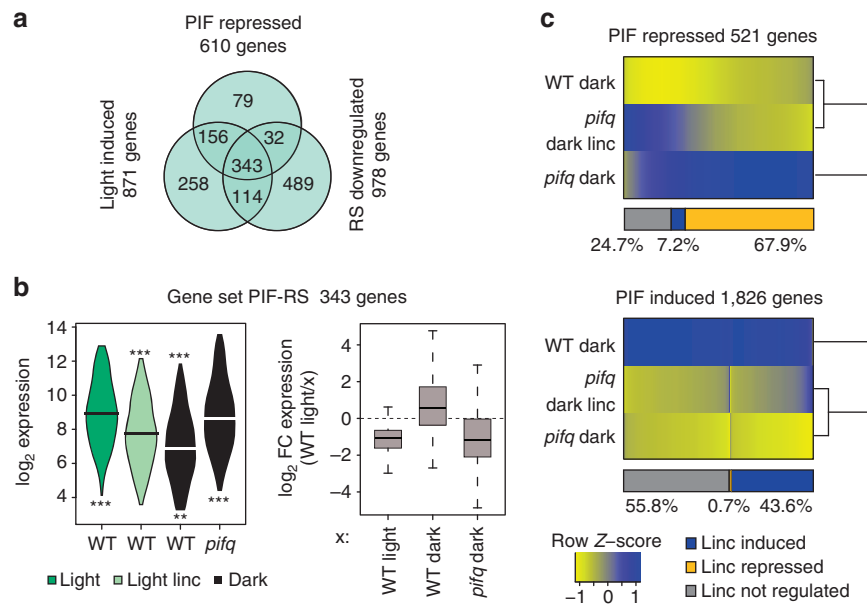 a
PIF repressed
610 genes
Light induced
871 genes
RS downregulated
978 genes
79
156
32
343
258
114
489
b
Gene set PIF-RS 343 genes
log2 expression
14
12
10
8
6
4
***
***
***
**
***
WT
WT
WT
pifq
Light
Light linc
Dark
log2 FC expression
(WT light/x)
4
2
0
−2
−4
x:
WT light
WT dark
pifq dark
c
PIF repressed 521 genes
WT dark
pifq
dark linc
pifq dark
24.7%
7.2%
67.9%
PIF induced 1,826 genes
WT dark
pifq
dark linc
pifq dark
55.8%
0.7%
43.6%
Row Z−score
−1
0
1
Linc induced
Linc repressed
Linc not regulated